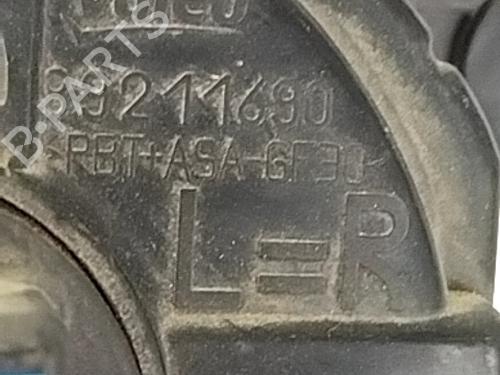 89211690
>PBT+ASA-GF30<
L=R
B-PARTS